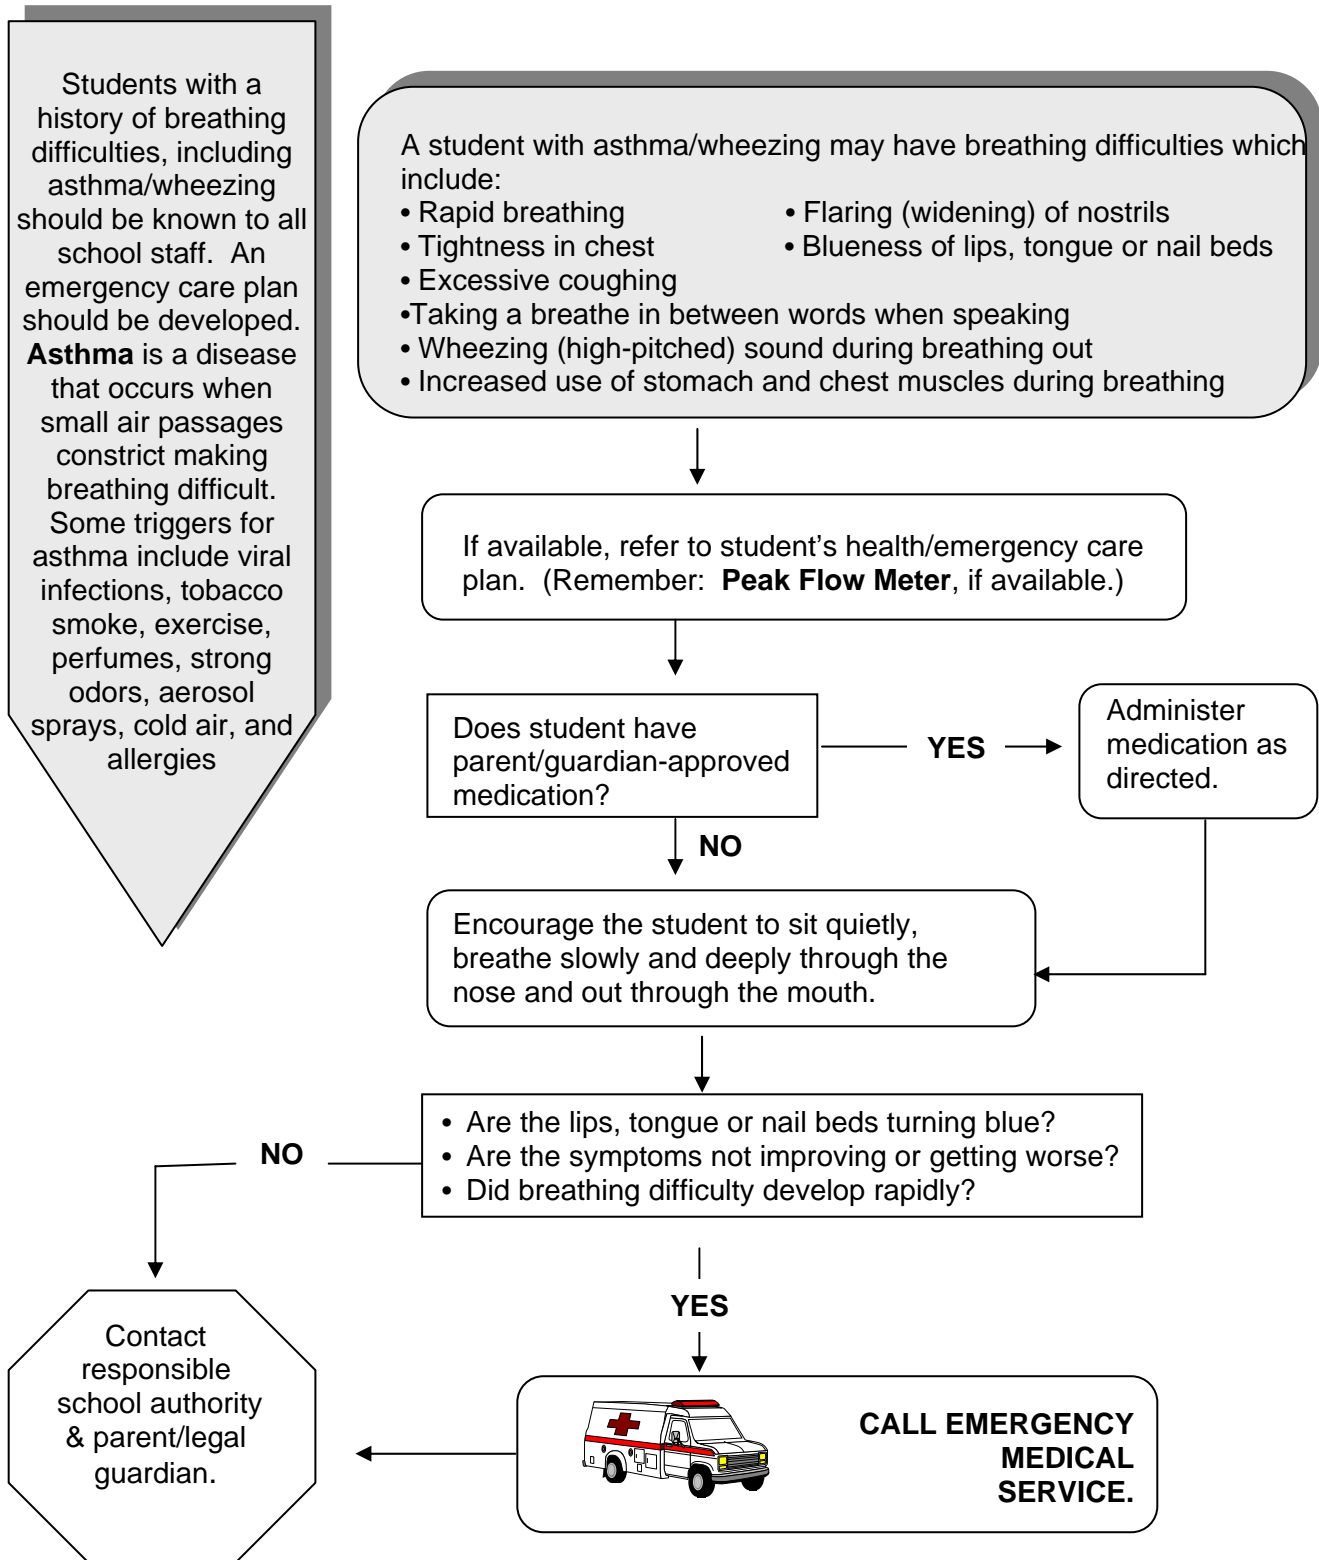 Students with a
history of breathing
difficulties, including
asthma/wheezing
should be known to all
school staff.  An
emergency care plan
should be developed.
Asthma is a disease
that occurs when
small air passages
constrict making
breathing difficult.
Some triggers for
asthma include viral
infections, tobacco
smoke, exercise,
perfumes, strong
odors, aerosol
sprays, cold air, and
allergies
A student with asthma/wheezing may have breathing difficulties which
include:
• Rapid breathing • Flaring (widening) of nostrils
• Tightness in chest • Blueness of lips, tongue or nail beds
• Excessive coughing
•Taking a breathe in between words when speaking
• Wheezing (high-pitched) sound during breathing out
• Increased use of stomach and chest muscles during breathing
If available, refer to student’s health/emergency care
plan.  (Remember:  Peak Flow Meter, if available.)
Does student have
parent/guardian-approved
medication?
YES
Administer
medication as
directed.
NO
Encourage the student to sit quietly,
breathe slowly and deeply through the
nose and out through the mouth.
• Are the lips, tongue or nail beds turning blue?
• Are the symptoms not improving or getting worse?
• Did breathing difficulty develop rapidly?
NO
YES
Contact
responsible
school authority
& parent/legal
guardian.
CALL EMERGENCY
MEDICAL
SERVICE.